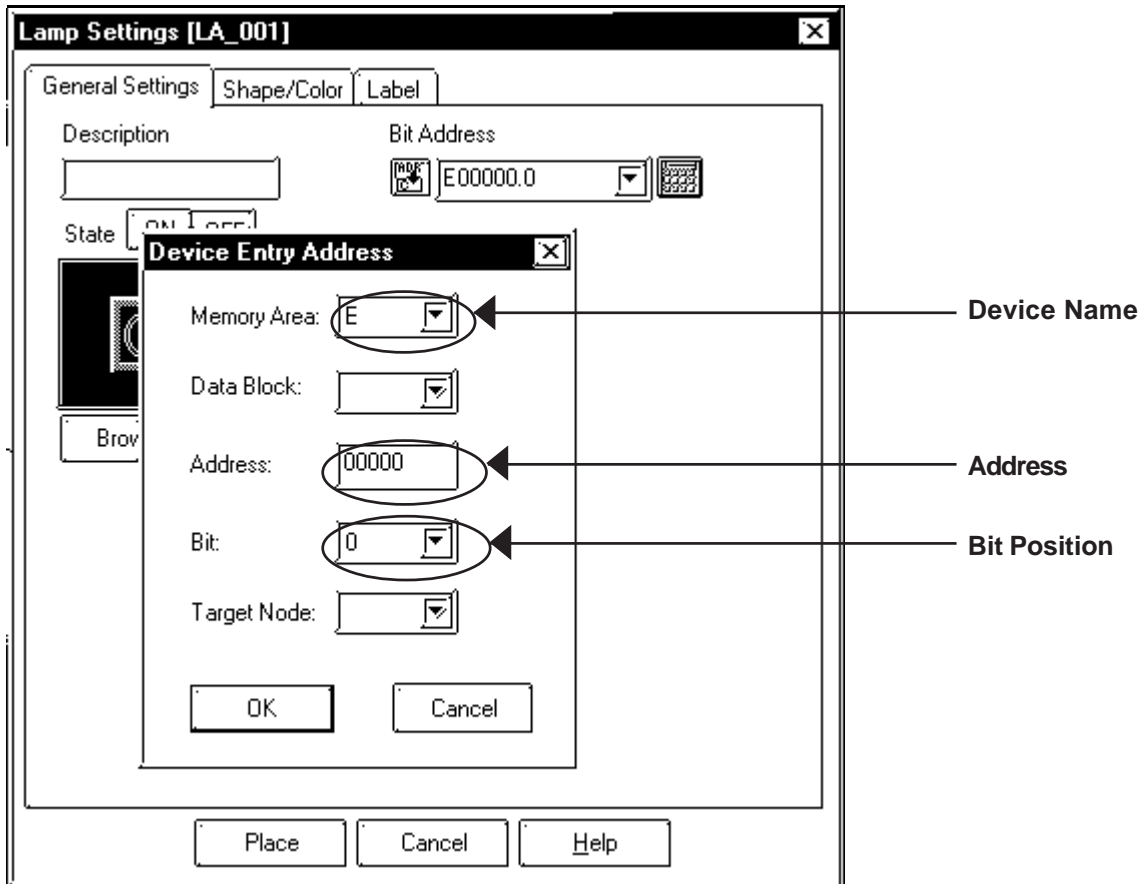 Lamp Settings [LA_001]
General Settings Shape/Color Label
Description Bit Address
E00000.0
State
Device Entry Address
Memory Area: E Device Name
Data Block:
Address: 00000 Address
Bit: 0 Bit Position
Target Node:
OK Cancel
Place Cancel Help